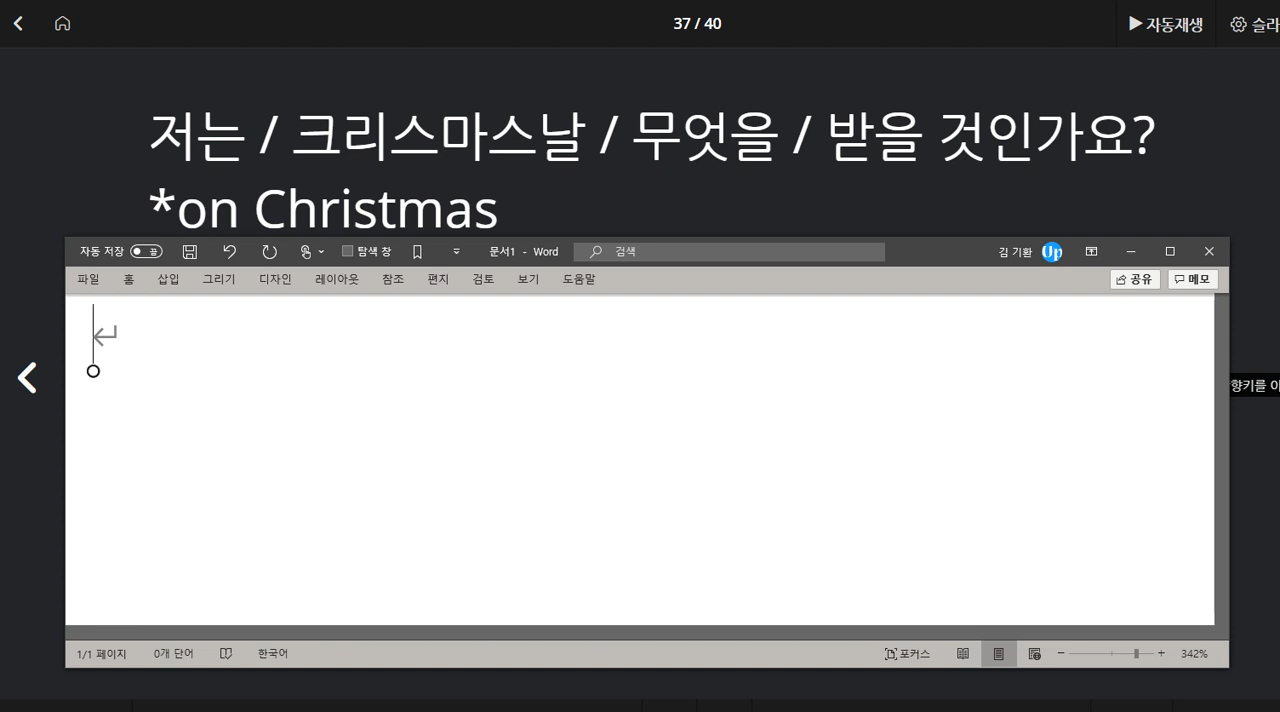 37 / 40
자동재생
슬라
저는 / 크리스마스날 / 무엇을 / 받을 것인가요?
*on Christmas
자동 저장 끔 탐색 창 문서1 - Word 검색 김 기환 Up
파일 홈 삽입 그리기 디자인 레이아웃 참조 편지 검토 보기 도움말 공유 메모
향키를 이
1/1 페이지 0개 단어 한국어 포커스 342%